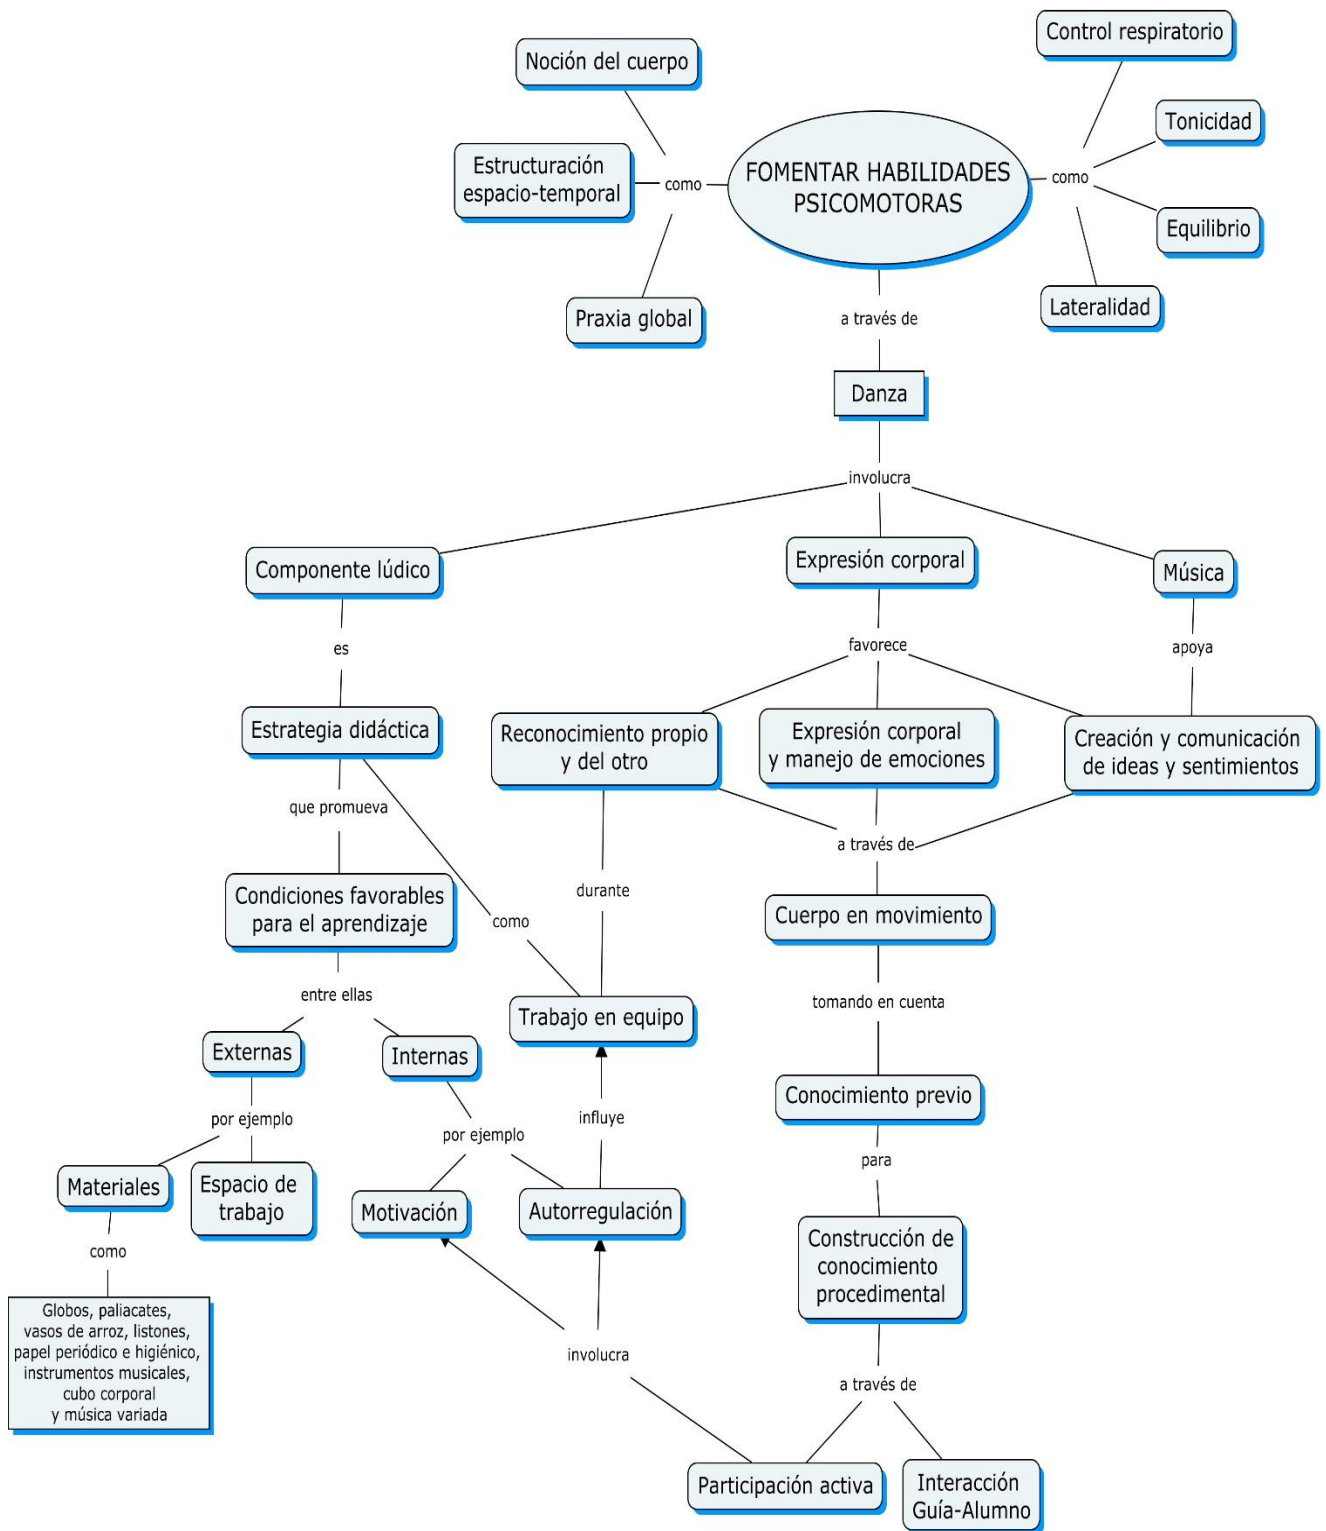 Control respiratorio
Noción del cuerpo
Tonicidad
Estructuración
espacio-temporal
como
FOMENTAR HABILIDADES
PSICOMOTORAS
como
Equilibrio
Praxia global
Lateralidad
a través de
Danza
involucra
Componente lúdico
Expresión corporal
Música
es
favorece
apoya
Estrategia didáctica
Reconocimiento propio
y del otro
Expresión corporal
y manejo de emociones
Creación y comunicación
de ideas y sentimientos
que promueva
a través de
Condiciones favorables
para el aprendizaje
como
durante
Cuerpo en movimiento
entre ellas
Trabajo en equipo
tomando en cuenta
Externas
Internas
Conocimiento previo
por ejemplo
por ejemplo
influye
para
Materiales
Espacio de
trabajo
Motivación
Autorregulación
Construcción de
conocimiento
procedimental
como
Globos, paliacates,
vasos de arroz, listones,
papel periódico e higiénico,
instrumentos musicales,
cubo corporal
y música variada
involucra
a través de
Participación activa
Interacción
Guía-Alumno